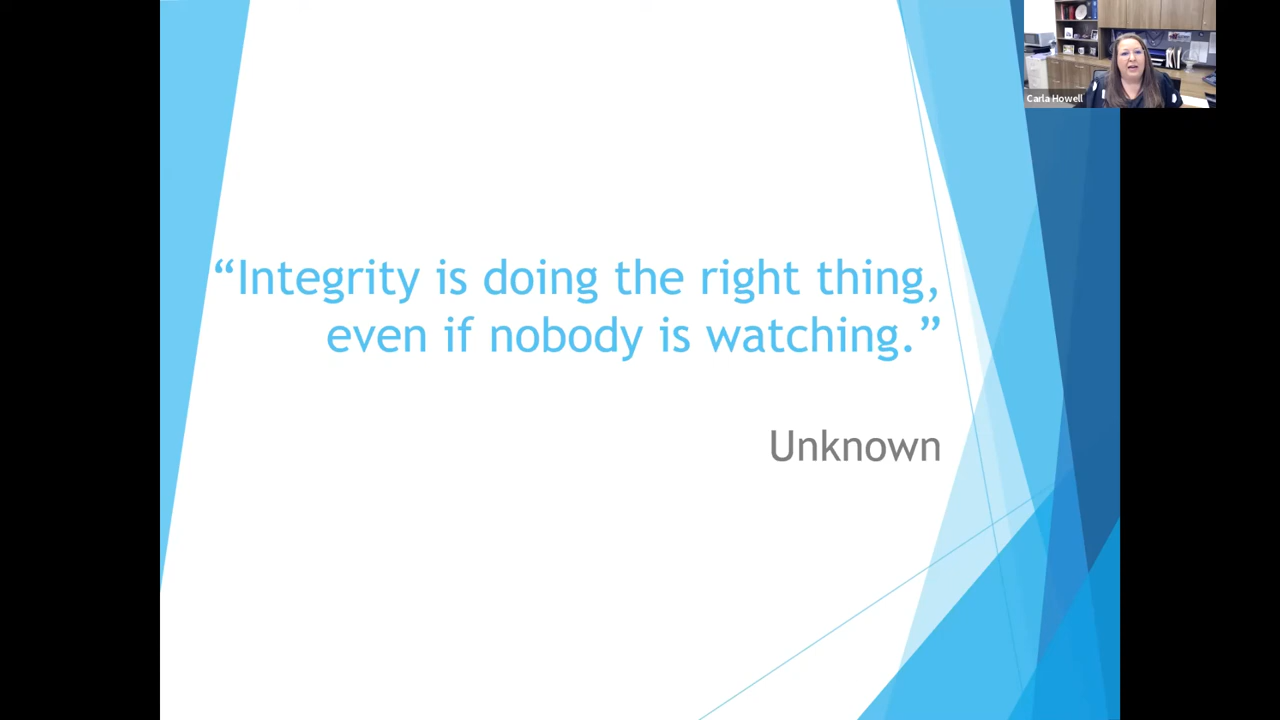 Carla Howell
“Integrity is doing the right thing,
even if nobody is watching.”
Unknown